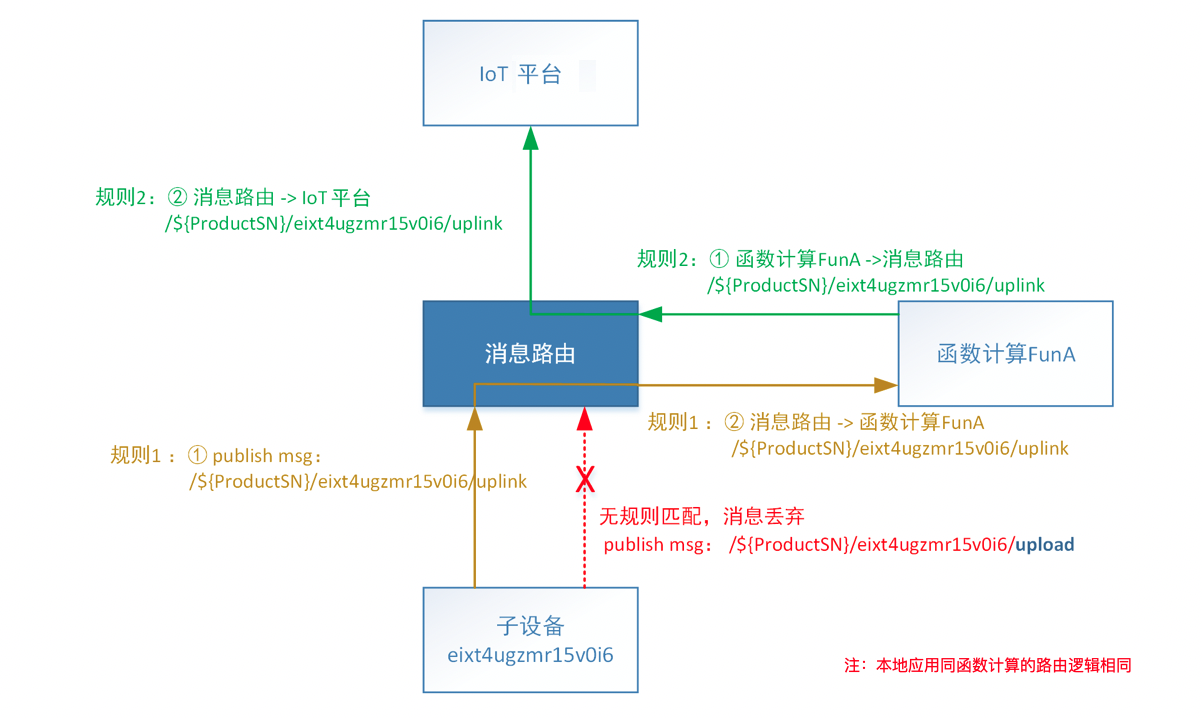 IoT 平台
规则2：② 消息路由 -> IoT 平台
/${ProductSN}/eixt4ugzmr15v0i6/uplink
规则2：① 函数计算FunA ->消息路由
/${ProductSN}/eixt4ugzmr15v0i6/uplink
消息路由
函数计算FunA
规则1 ：② 消息路由 -> 函数计算FunA
/${ProductSN}/eixt4ugzmr15v0i6/uplink
规则1 ：① publish msg：
/${ProductSN}/eixt4ugzmr15v0i6/uplink
X
无规则匹配，消息丢弃
publish msg： /${ProductSN}/eixt4ugzmr15v0i6/upload
子设备
eixt4ugzmr15v0i6
注：本地应用同函数计算的路由逻辑相同